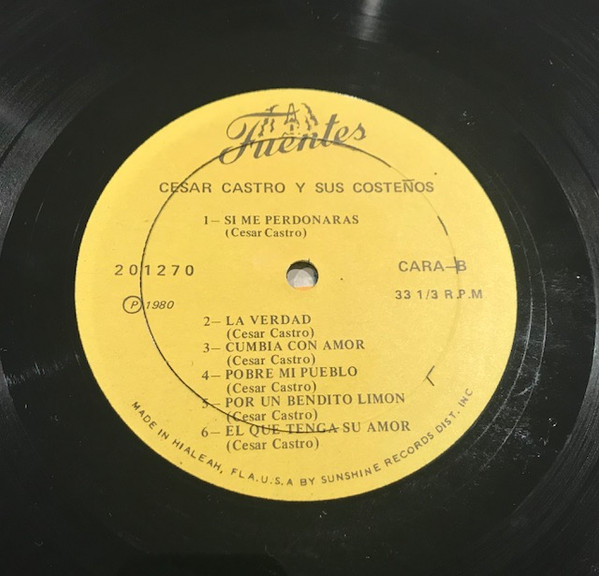 Fuentes
CESAR CASTRO Y SUS COSTEÑOS
1— SI ME PERDONARAS
(Cesar Castro)
201270
CARA—B
Ⓟ 1980
33 1/3 R.P.M
2— LA VERDAD
(Cesar Castro)
3— CUMBIA CON AMOR
(Cesar Castro)
4— POBRE MI PUEBLO
(Cesar Castro)
5— POR UN BENDITO LIMON
(Cesar Castro)
6— EL QUE TENGA SU AMOR
(Cesar Castro)
MADE IN HIALEAH, FLA.U.S.A BY SUNSHINE RECORDS DIST. INC